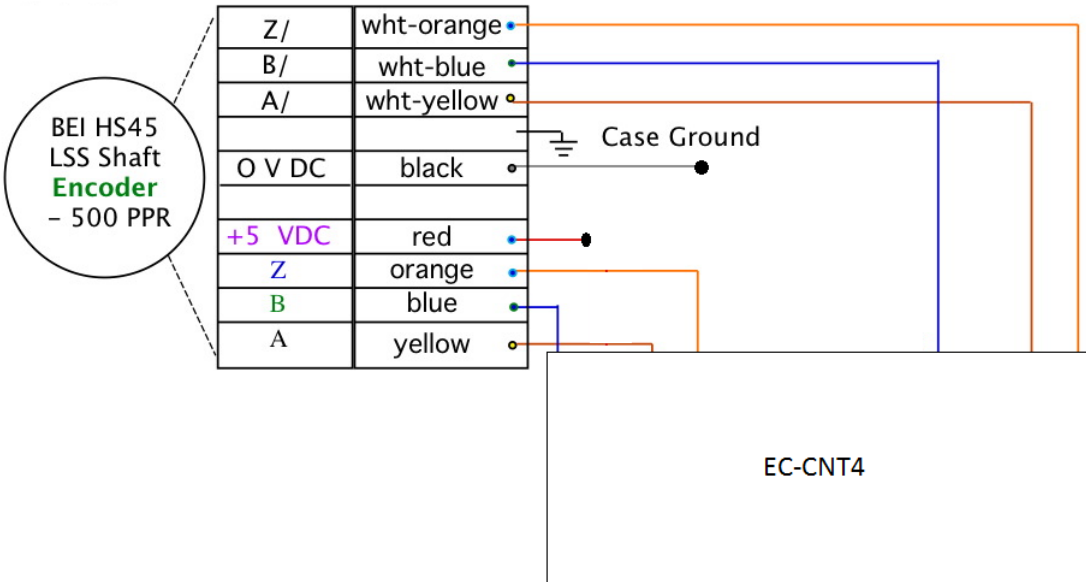 Z/ wht-orange
B/ wht-blue
A/ wht-yellow
BEI HS45
LSS Shaft
Encoder
- 500 PPR
Case Ground
O V DC black
+5 VDC red
Z orange
B blue
A yellow
EC-CNT4